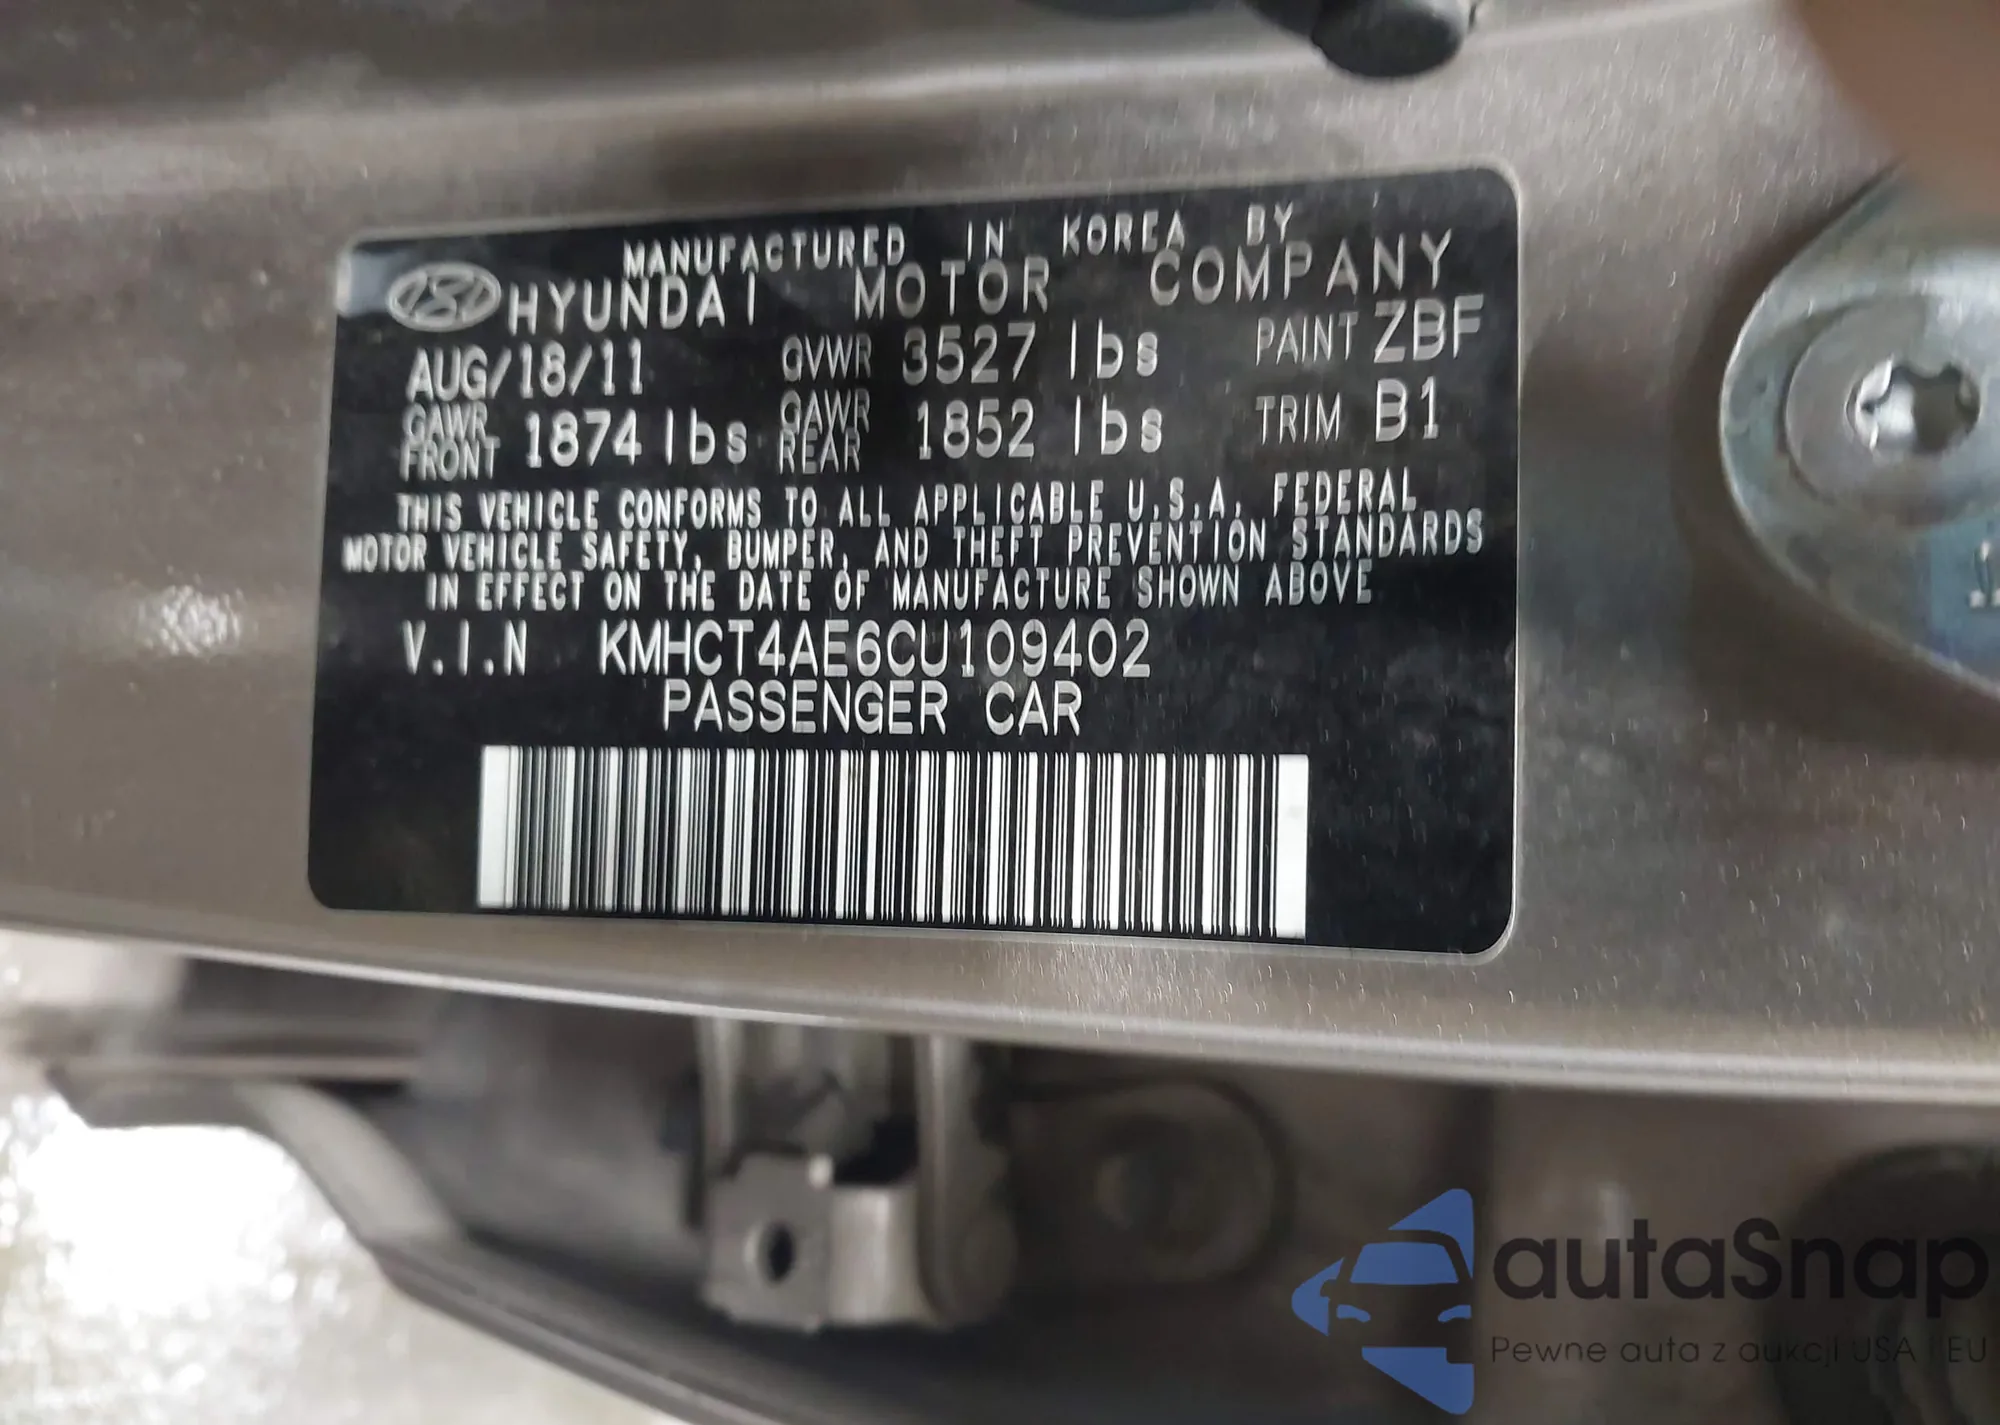 MANUFACTURED IN KOREA BY
HYUNDAI MOTOR COMPANY
AUG/18/11 GVWR 3527 lbs PAINT ZBF
GAWR FRONT 1874 lbs GAWR REAR 1852 lbs TRIM B1
THIS VEHICLE CONFORMS TO ALL APPLICABLE U.S.A. FEDERAL
MOTOR VEHICLE SAFETY, BUMPER, AND THEFT PREVENTION STANDARDS
IN EFFECT ON THE DATE OF MANUFACTURE SHOWN ABOVE
V.I.N KMHCT4AE6CU109402
PASSENGER CAR
autaSnap
Pewne auta z aukcji USA i EU